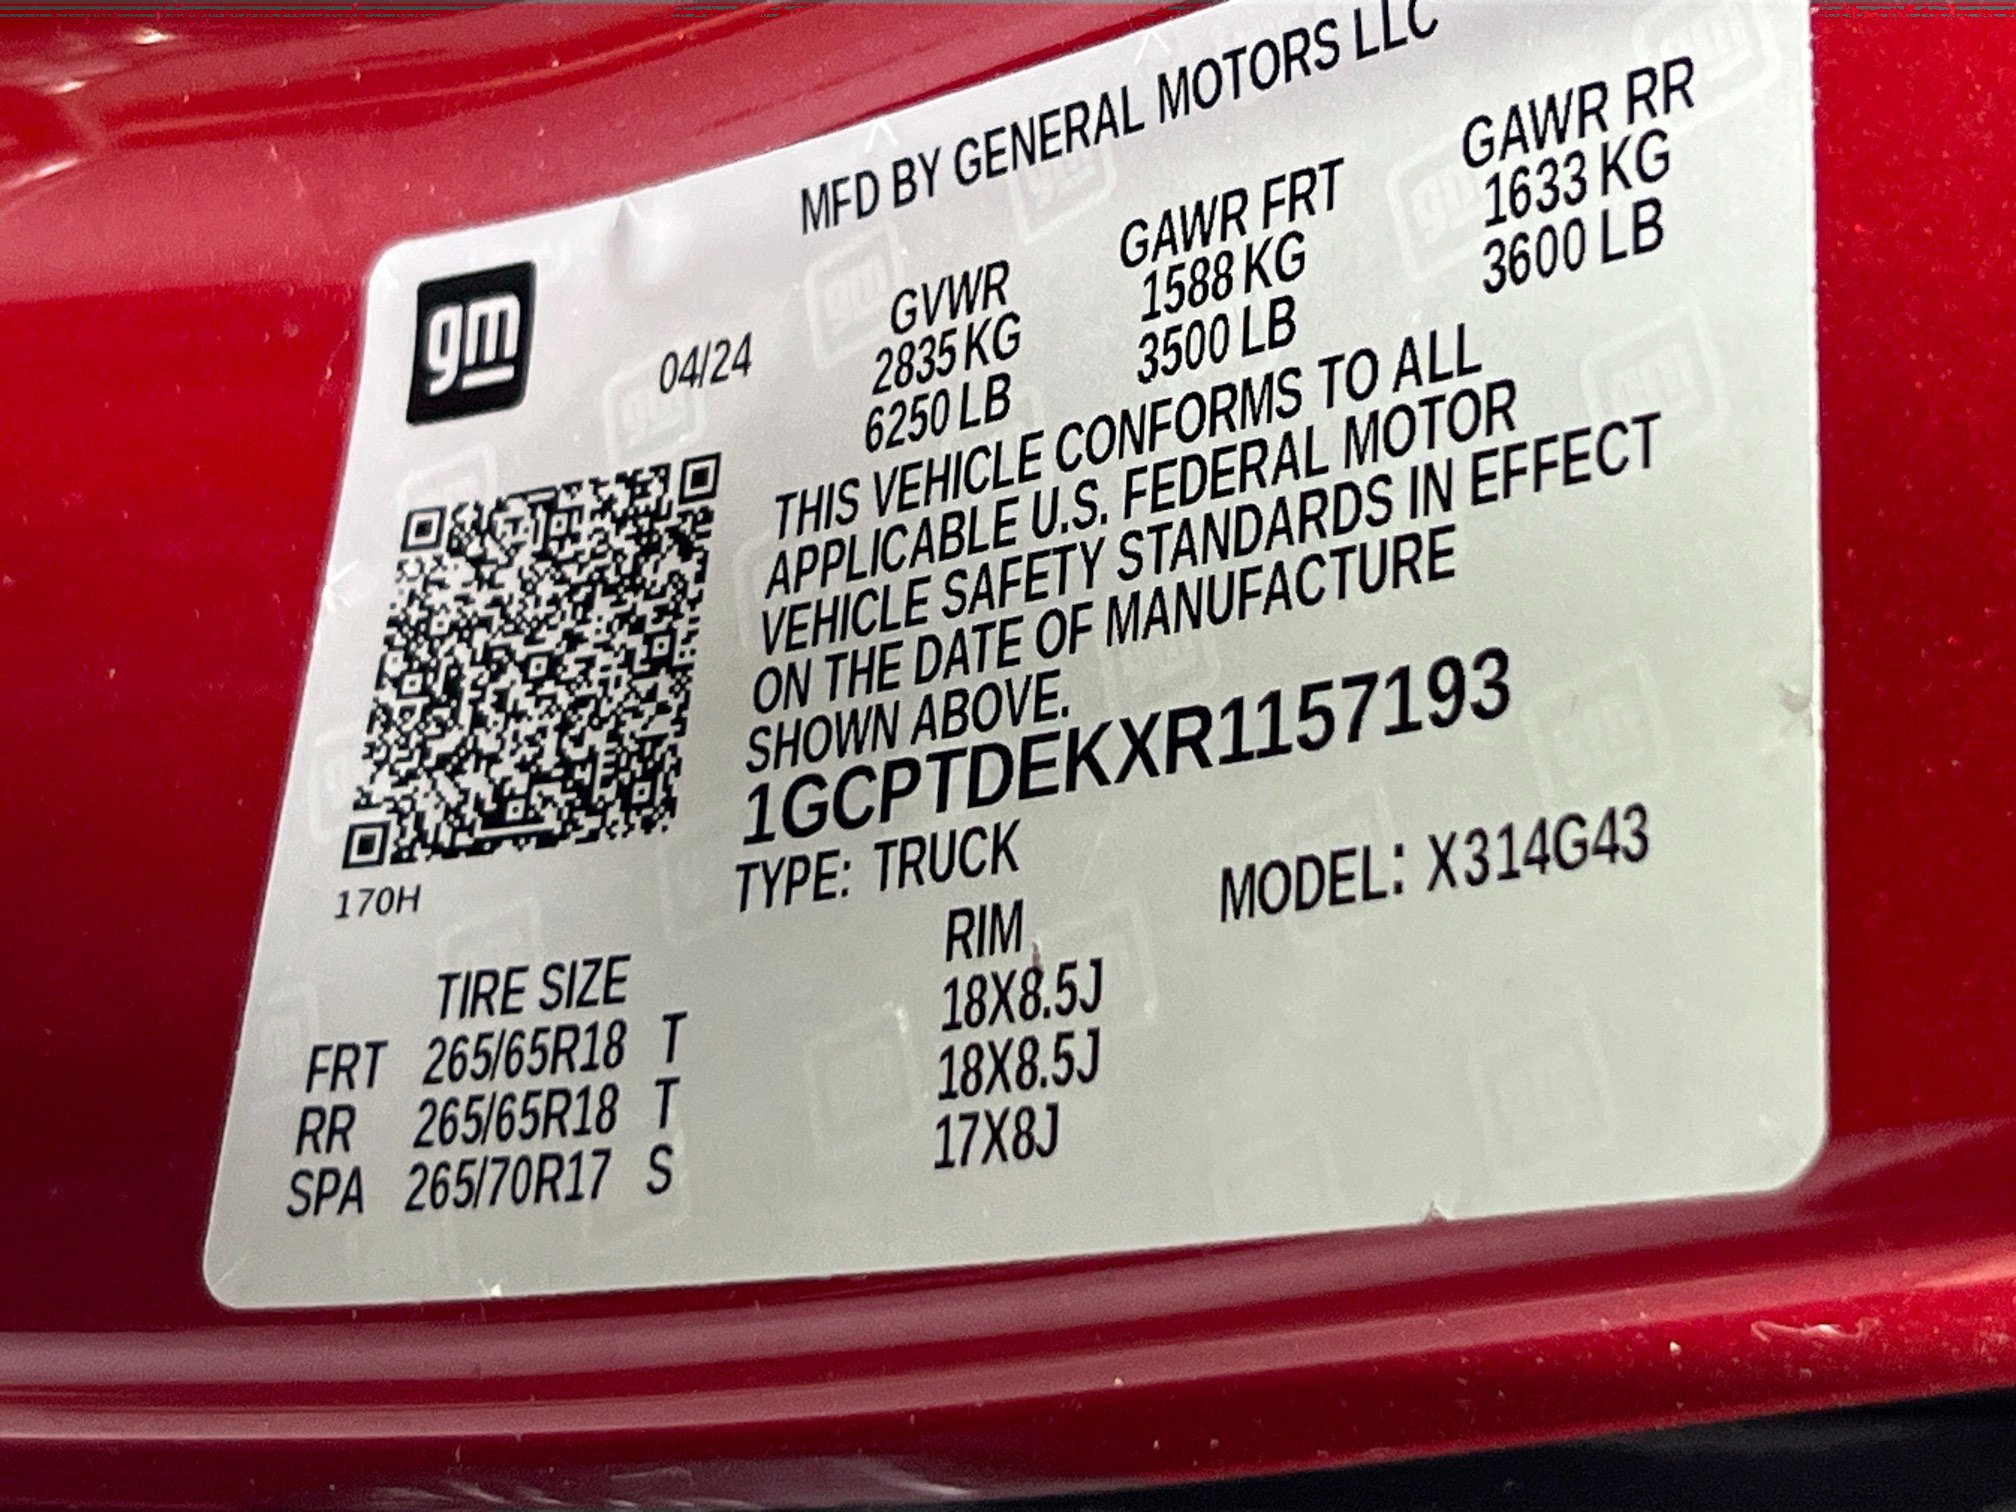 MFD BY GENERAL MOTORS LLC
gm
04/24
GVWR GAWR FRT GAWR RR
2835 KG 1588 KG 1633 KG
6250 LB 3500 LB 3600 LB
THIS VEHICLE CONFORMS TO ALL
APPLICABLE U.S. FEDERAL MOTOR
VEHICLE SAFETY STANDARDS IN EFFECT
ON THE DATE OF MANUFACTURE
SHOWN ABOVE.
1GCPTDEKXR1157193
TYPE: TRUCK MODEL: X314G43
170H
TIRE SIZE RIM
FRT 265/65R18 T 18X8.5J
RR 265/65R18 T 18X8.5J
SPA 265/70R17 S 17X8J